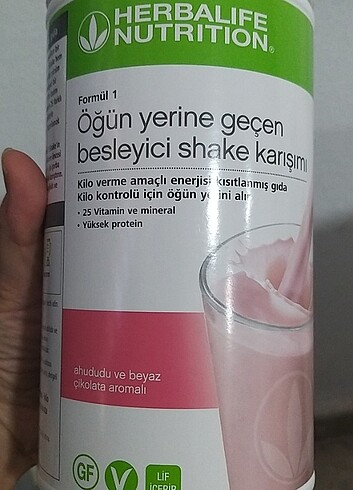 HERBALIFE
NUTRITION®
Formül 1
Öğün yerine geçen
besleyici shake karışımı
Kilo verme amaçlı enerjisi kısıtlanmış gıda
Kilo kontrolü için öğün yerini alır
• 25 Vitamin ve mineral
• Yüksek protein
ahududu ve beyaz
çikolata aromalı
GF
V
LİF
İÇERİR